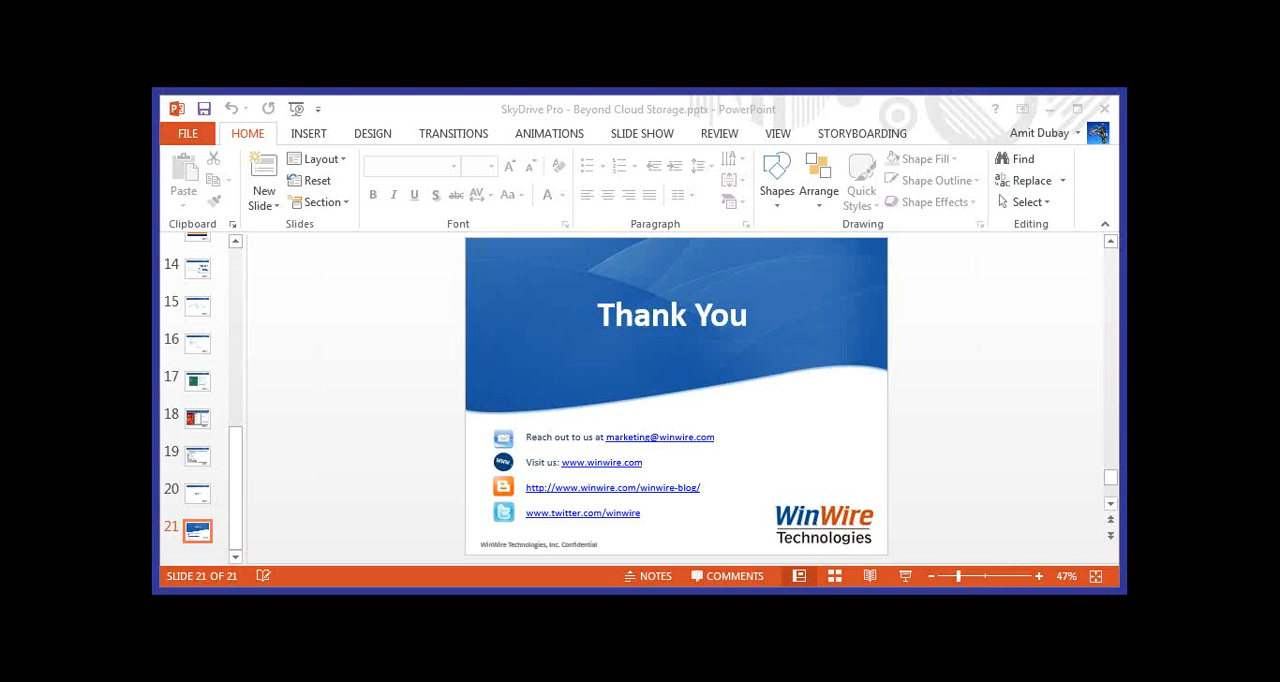 SkyDrive Pro - Beyond Cloud Storage.pptx - PowerPoint
?
FILE HOME INSERT DESIGN TRANSITIONS ANIMATIONS SLIDE SHOW REVIEW VIEW STORYBOARDING Amit Dubay
Paste
New Slide
Layout
Reset
Section
B I U S abc AV Aa A
Shapes Arrange Quick Styles
Shape Fill
Shape Outline
Shape Effects
Find
Replace
Select
Clipboard Slides Font Paragraph Drawing Editing
14
15
16
17
18
19
20
21
Thank You
Reach out to us at marketing@winwire.com
www
Visit us: www.winwire.com
http://www.winwire.com/winwire-blog/
www.twitter.com/winwire
WinWire
Technologies
WinWire Technologies, Inc. Confidential
SLIDE 21 OF 21 NOTES COMMENTS 47%